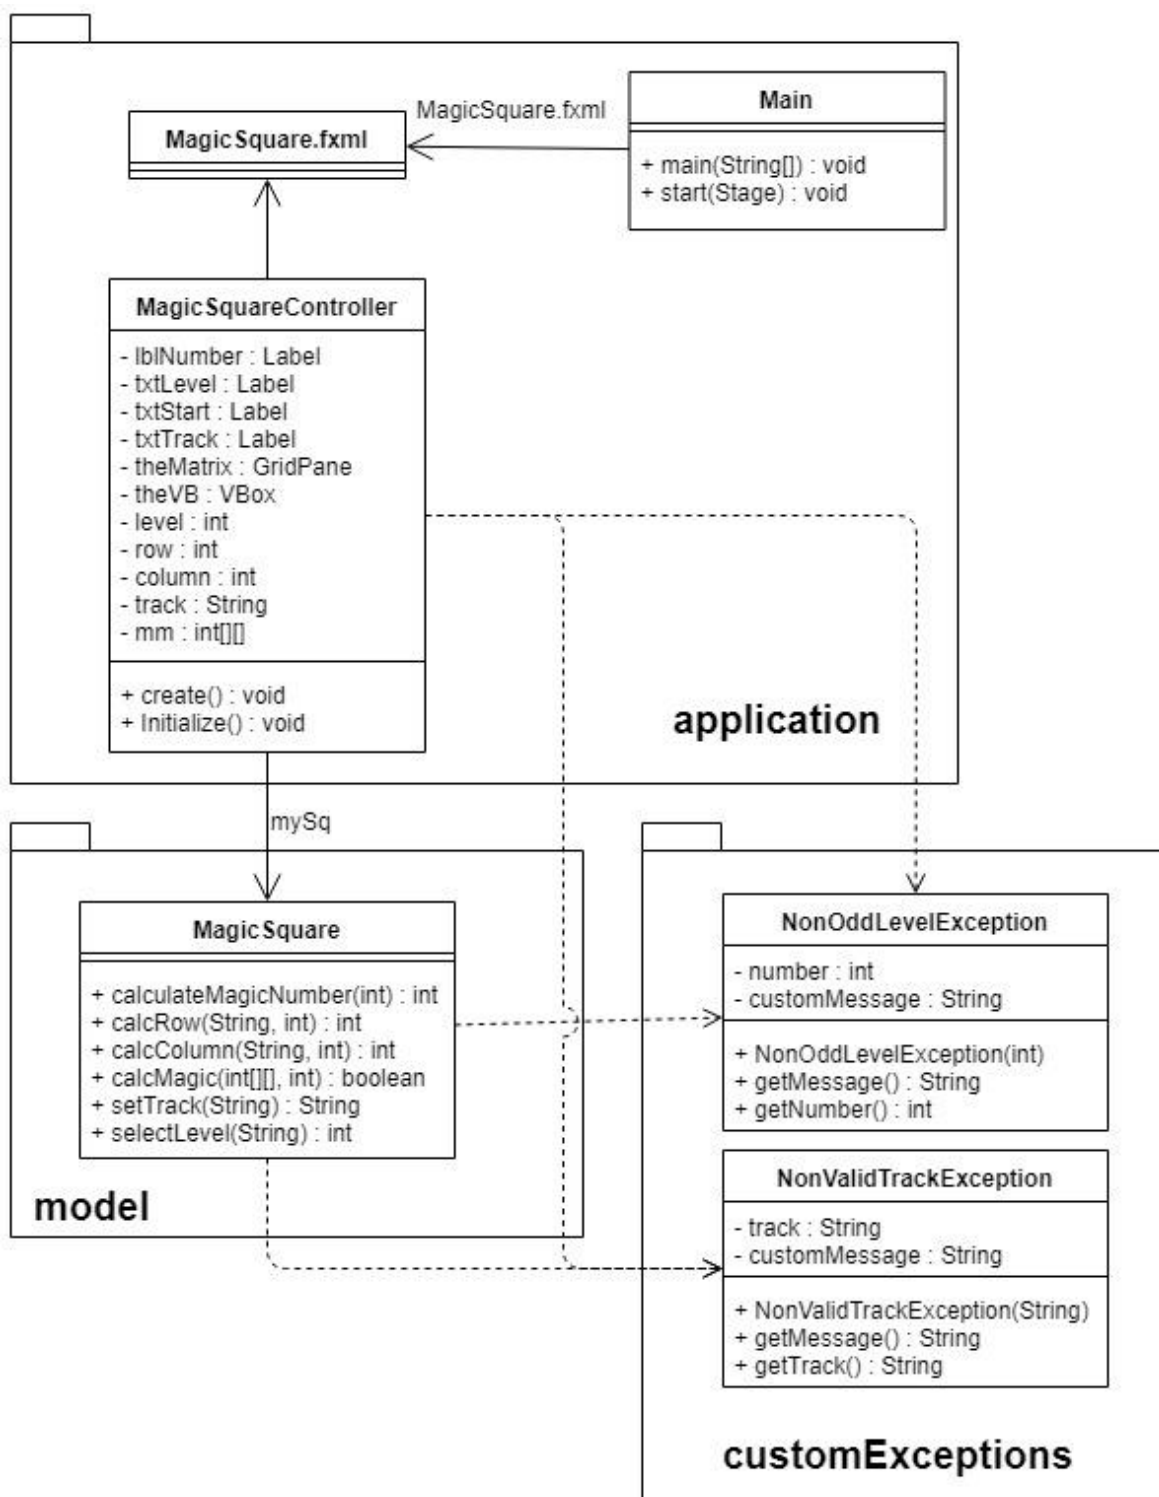 MagicSquare.fxml
MagicSquare.fxml
Main
+ main(String[]) : void
+ start(Stage) : void
MagicSquareController
- lblNumber : Label
- txtLevel : Label
- txtStart : Label
- txtTrack : Label
- theMatrix : GridPane
- theVB : VBox
- level : int
- row : int
- column : int
- track : String
- mm : int[][]
+ create() : void
+ Initialize() : void
application
mySq
MagicSquare
+ calculateMagicNumber(int) : int
+ calcRow(String, int) : int
+ calcColumn(String, int) : int
+ calcMagic(int[][], int) : boolean
+ setTrack(String) : String
+ selectLevel(String) : int
model
NonOddLevelException
- number : int
- customMessage : String
+ NonOddLevelException(int)
+ getMessage() : String
+ getNumber() : int
NonValidTrackException
- track : String
- customMessage : String
+ NonValidTrackException(String)
+ getMessage() : String
+ getTrack() : String
customExceptions